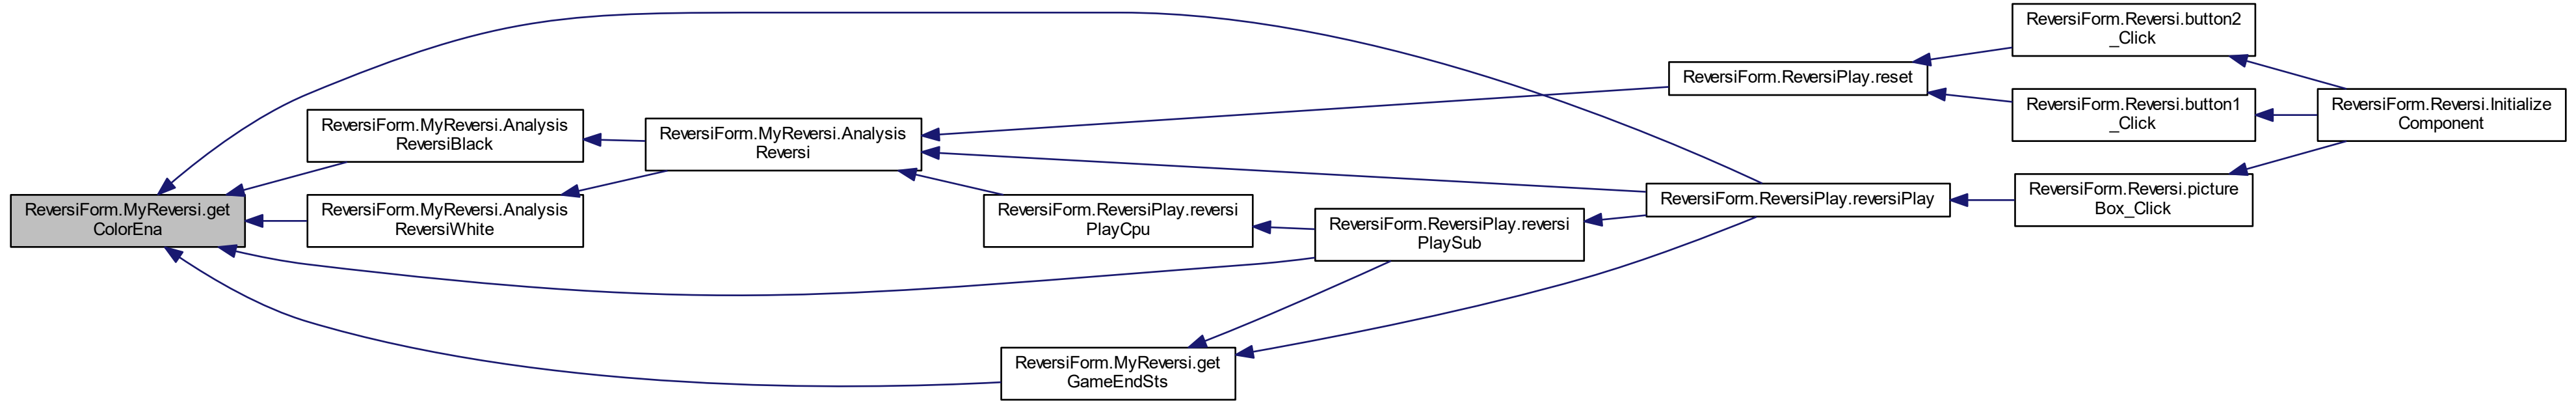 ReversiForm.MyReversi.get
ColorEna
ReversiForm.MyReversi.Analysis
ReversiBlack
ReversiForm.MyReversi.Analysis
ReversiWhite
ReversiForm.MyReversi.Analysis
Reversi
ReversiForm.ReversiPlay.reversi
PlayCpu
ReversiForm.MyReversi.get
GameEndSts
ReversiForm.ReversiPlay.reversi
PlaySub
ReversiForm.ReversiPlay.reset
ReversiForm.ReversiPlay.reversiPlay
ReversiForm.Reversi.button2
_Click
ReversiForm.Reversi.button1
_Click
ReversiForm.Reversi.picture
Box_Click
ReversiForm.Reversi.Initialize
Component